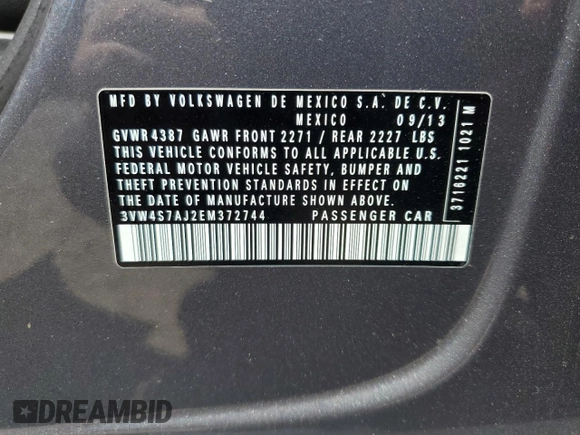 MFD BY VOLKSWAGEN DE MEXICO S.A. DE C.V.
MEXICO 09/13
GVWR 4387 GAWR FRONT 2271 / REAR 2227 LBS
THIS VEHICLE CONFORMS TO ALL APPLICABLE U.S.
FEDERAL MOTOR VEHICLE SAFETY, BUMPER AND
THEFT PREVENTION STANDARDS IN EFFECT ON
THE DATE OF MANUFACTURE SHOWN ABOVE.
3VW4S7AJ2EM372744 PASSENGER CAR
3716221 1021 M
DREAMBID